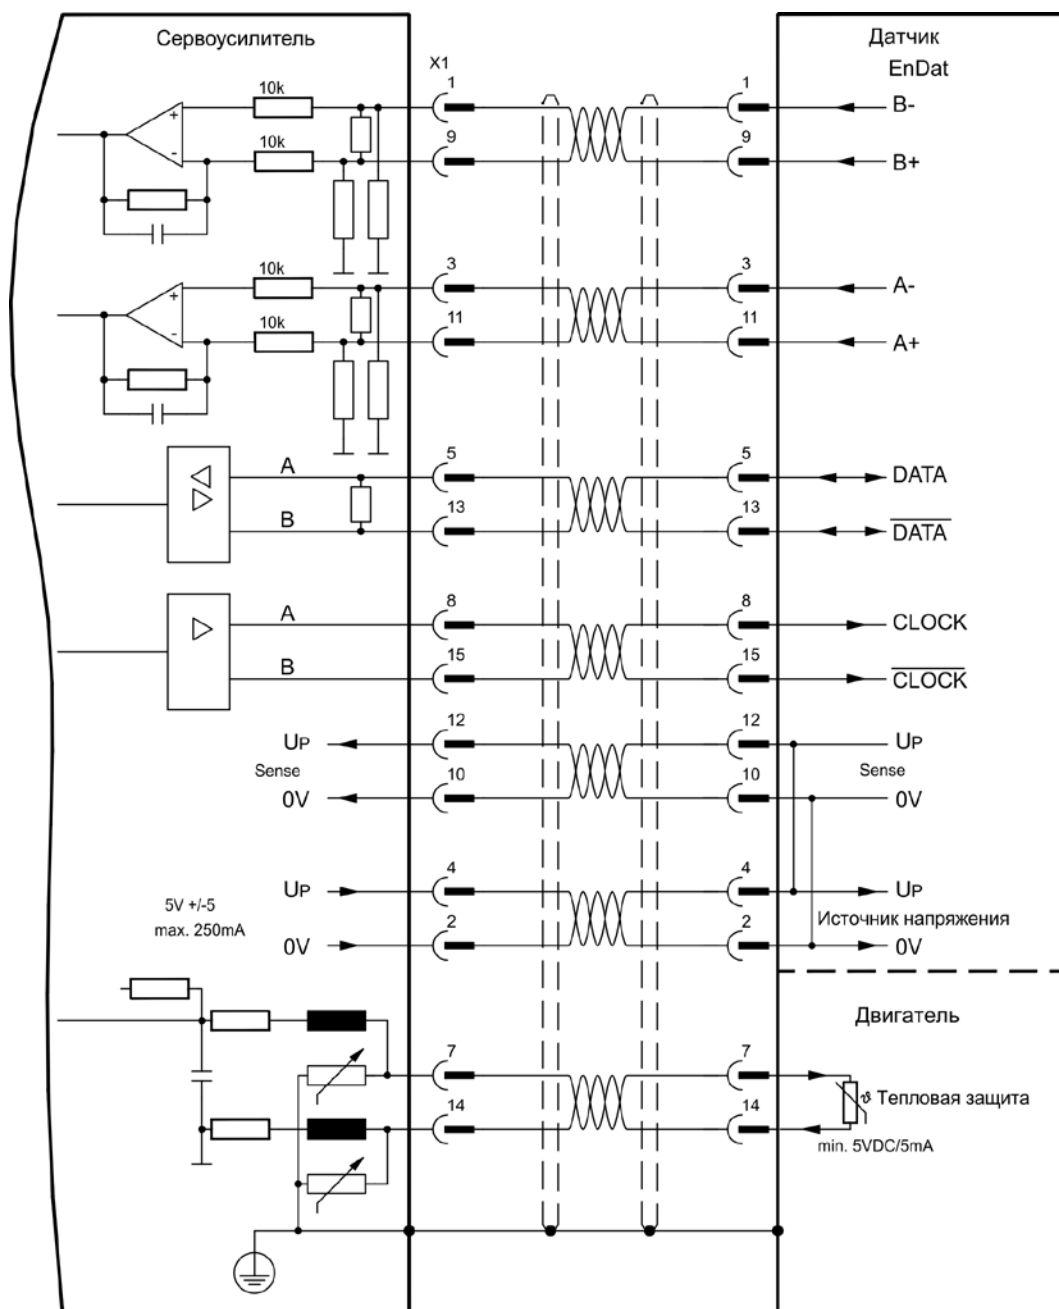 Сервоусилитель
Датчик
EnDat
X1
10k
1
1
B-
+
-
10k
9
9
B+
10k
3
3
A-
+
-
10k
11
11
A+
A
5
5
DATA
B
13
13
DATA
A
8
8
CLOCK
B
15
15
CLOCK
UP
12
12
UP
Sense
Sense
0V
10
10
0V
UP
4
4
UP
5V +/-5
max. 250mA
Источник напряжения
0V
2
2
0V
Двигатель
7
7
ϑ Тепловая защита
14
14
min. 5VDC/5mA